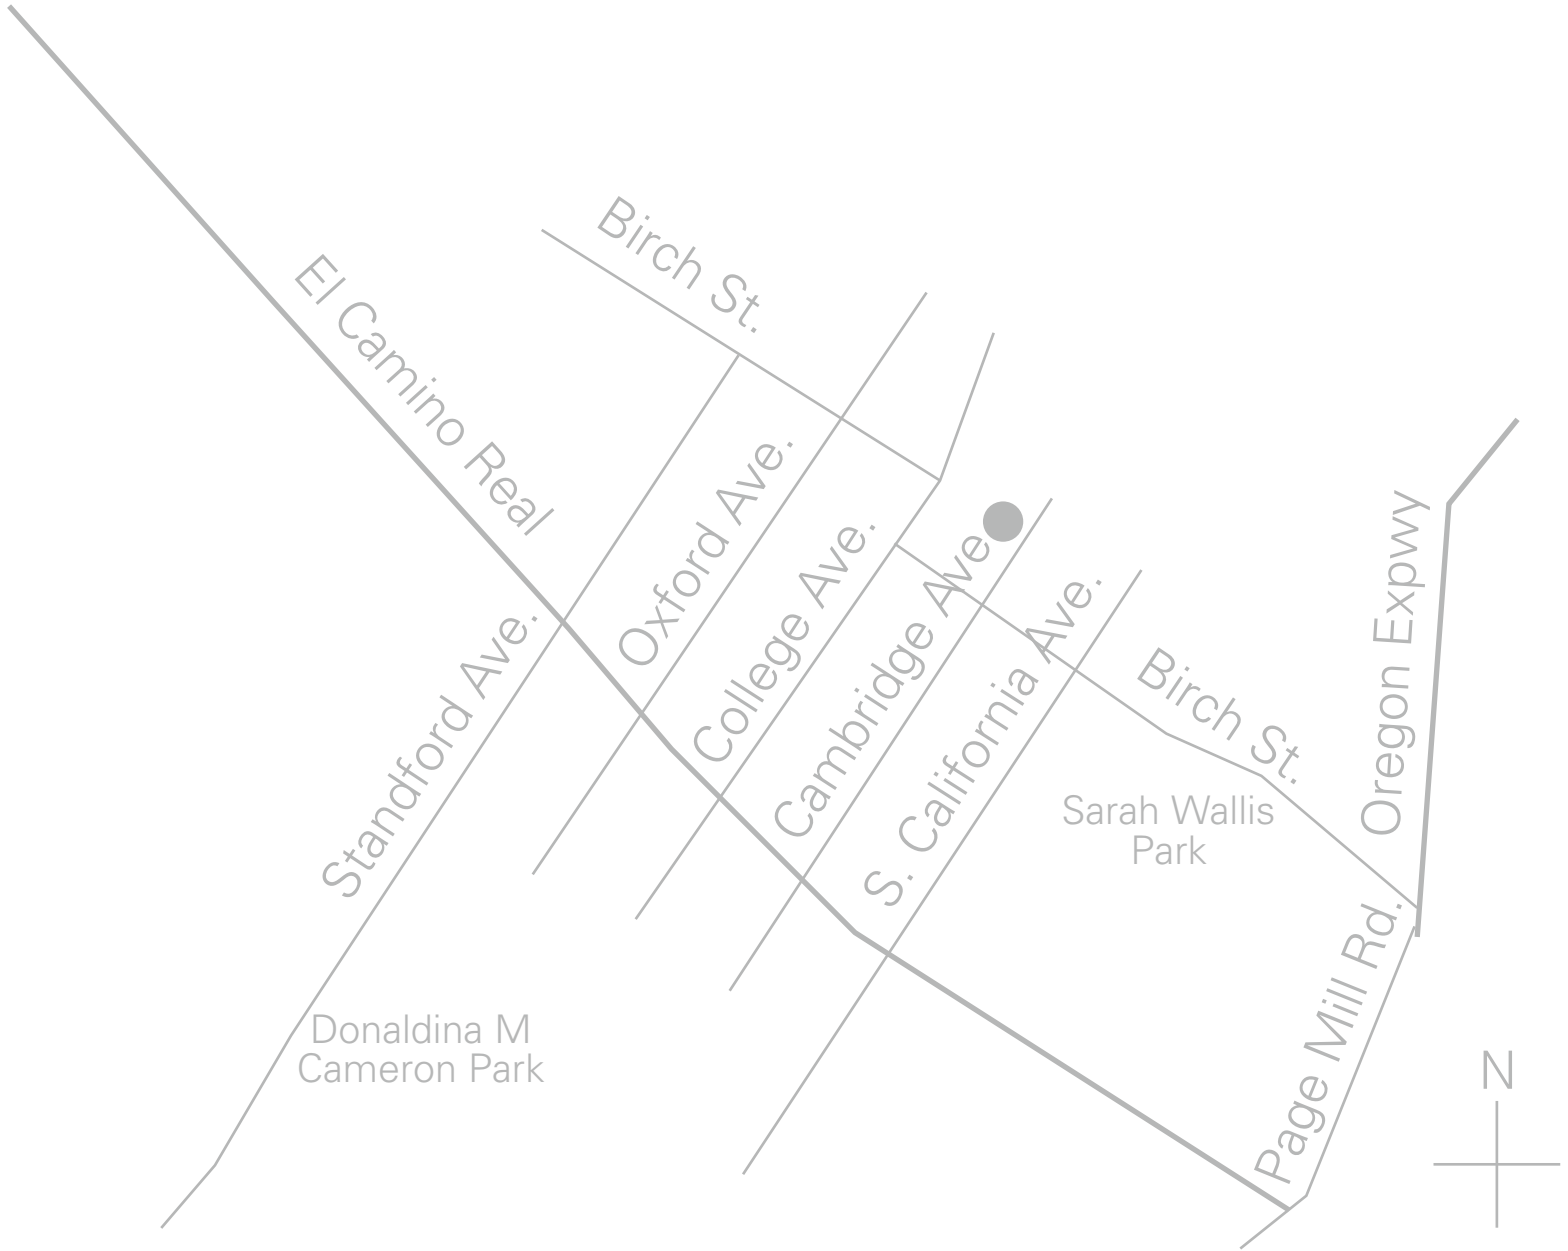 Birch St.
El Camino Real
Oxford Ave.
College Ave.
Cambridge Ave
S. California Ave.
Standford Ave.
Birch St.
Oregon Expwy
Sarah Wallis
Park
Page Mill Rd.
Donaldina M
Cameron Park
N